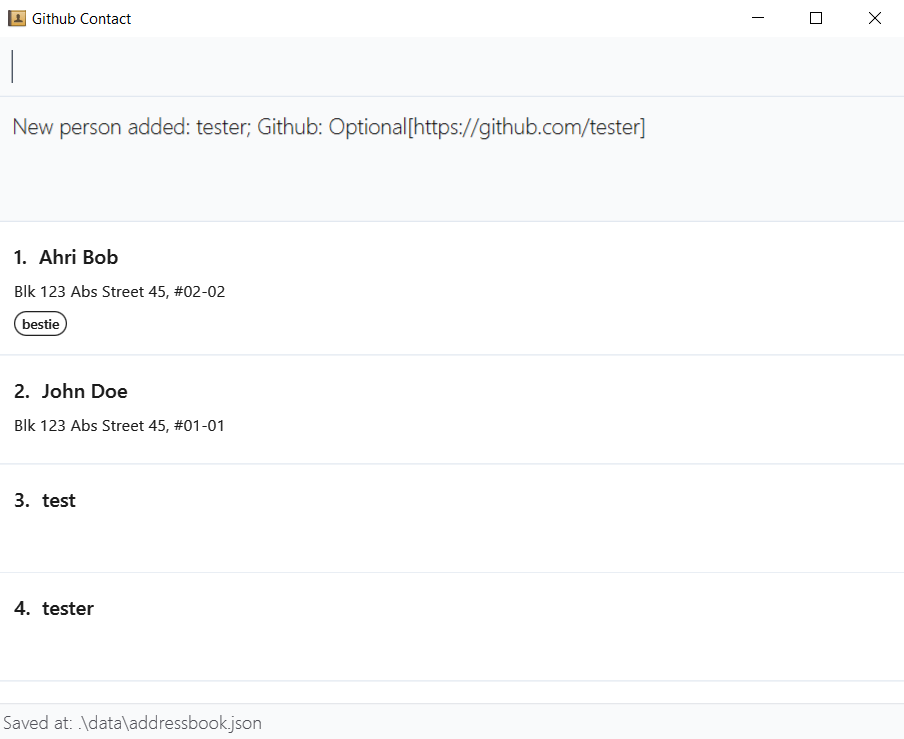 Github Contact
New person added: tester; Github: Optional[https://github.com/tester]
1. Ahri Bob
Blk 123 Abs Street 45, #02-02
bestie
2. John Doe
Blk 123 Abs Street 45, #01-01
3. test
4. tester
Saved at: .\data\addressbook.json